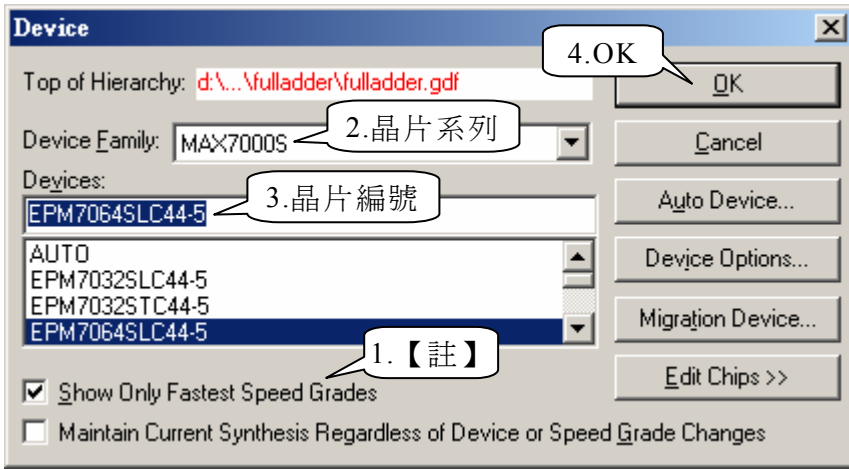 Device
4.OK
Top of Hierarchy: d:\...\fulladder\fulladder.gdf
OK
Device Family: MAX7000S
2.晶片系列
Cancel
Devices:
3.晶片編號
EPM7064SLC44-5
Auto Device...
AUTO
EPM7032SLC44-5
EPM7032STC44-5
EPM7064SLC44-5
Device Options...
Migration Device...
1.【註】
Edit Chips >>
Show Only Fastest Speed Grades
Maintain Current Synthesis Regardless of Device or Speed Grade Changes